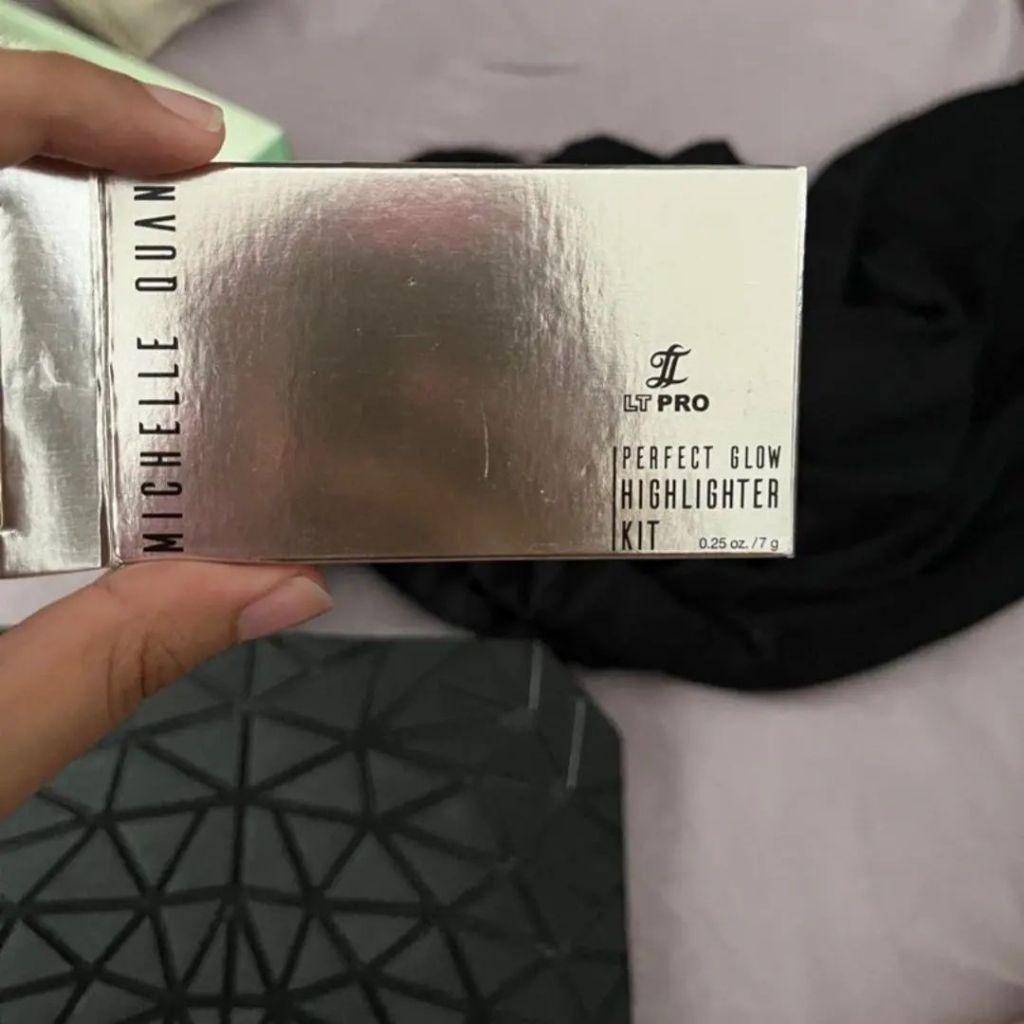 MICHELLE QUAN
LT PRO
PERFECT GLOW
HIGHLIGHTER
KIT
0.25 oz. / 7 g